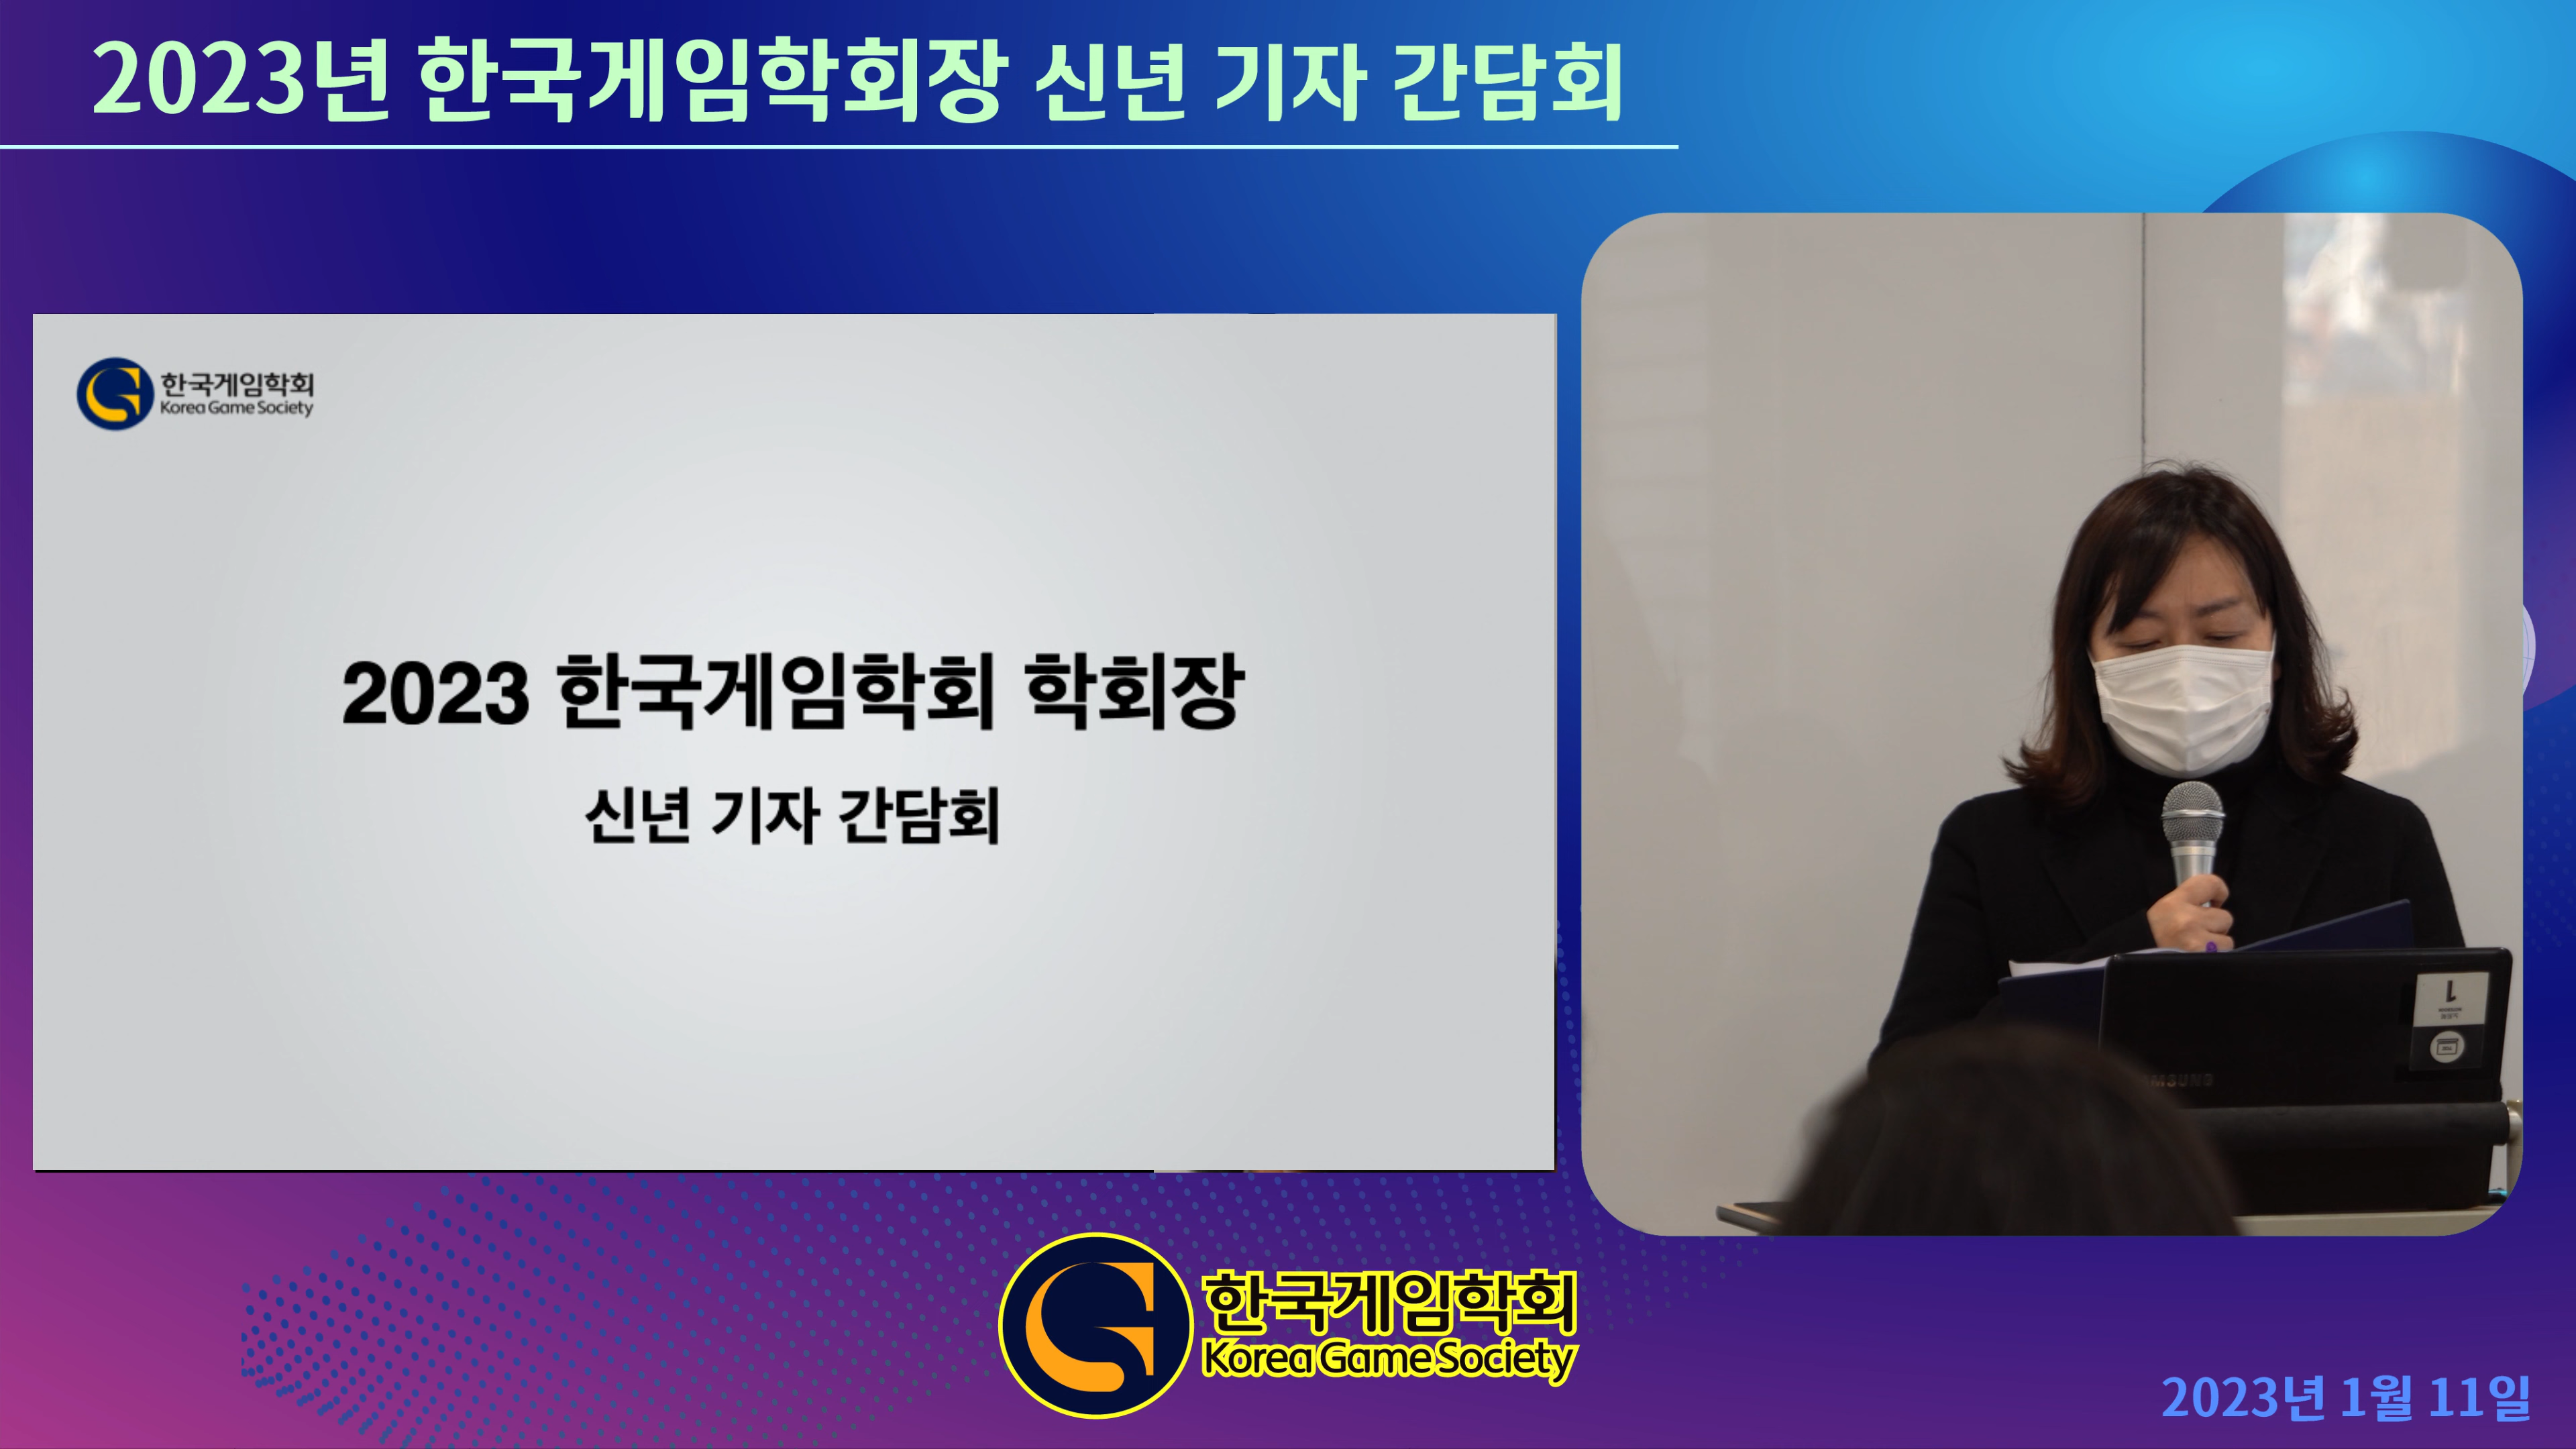 2023년 한국게임학회장 신년 기자 간담회
한국게임학회
Korea Game Society
2023 한국게임학회 학회장
신년 기자 간담회
1
SAMSUNG
한국게임학회
Korea Game Society
2023년 1월 11일